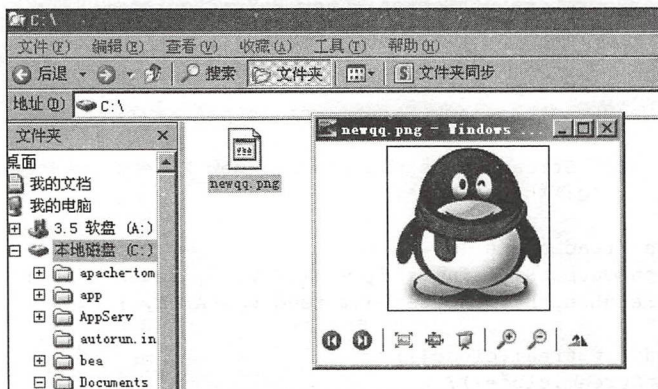 C:\
文件(F) 编辑(E) 查看(V) 收藏(A) 工具(T) 帮助(H)
后退 搜索 文件夹 文件夹同步
地址(D) C:\
文件夹
newqq.png - Windows ...
桌面
我的文档
newqq.png
我的电脑
3.5 软盘 (A:)
本地磁盘 (C:)
apache-tom
app
AppServ
autorun.in
bea
Documents